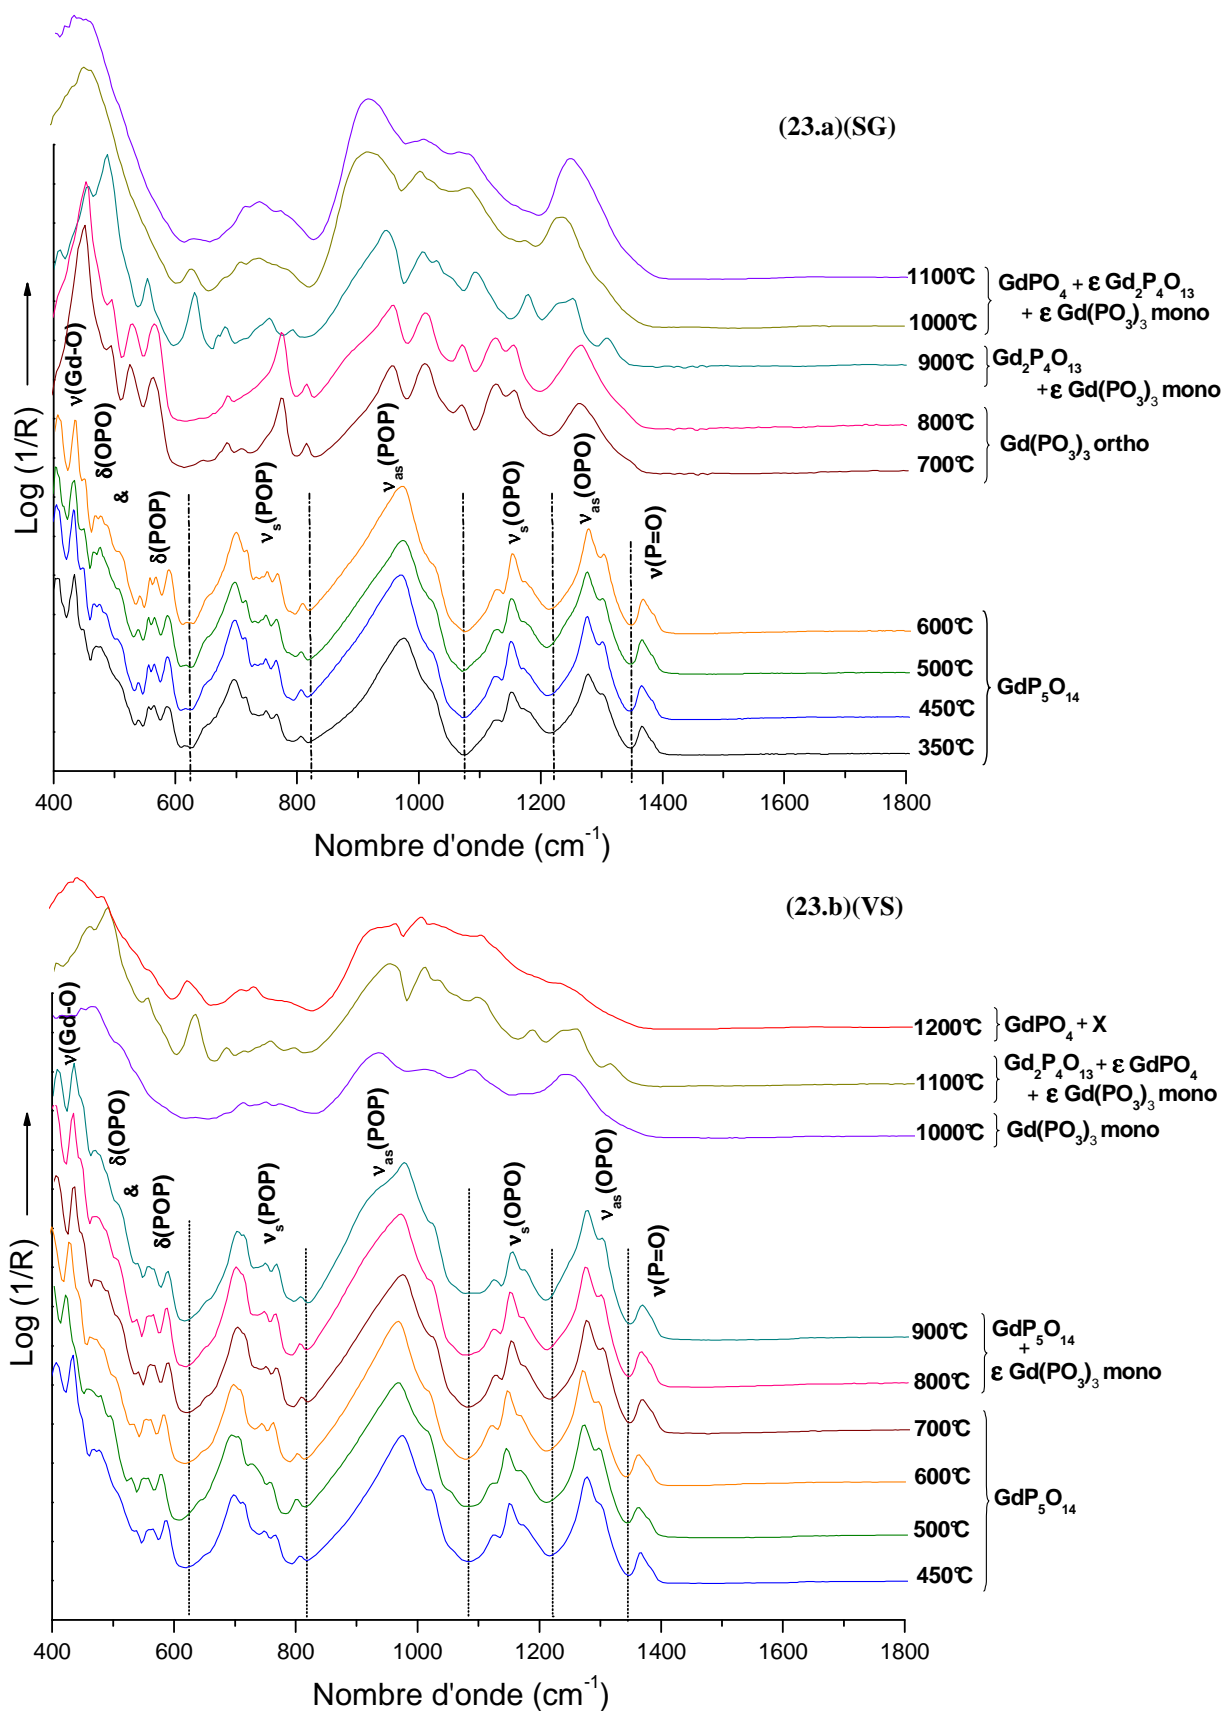 (23.a)(SG)
Log (1/R)
ν(Gd-O)
δ(OPO)
&
δ(POP)
νs(POP)
νas(POP)
νs(OPO)
νas(OPO)
ν(P=O)
1100°C
1000°C
GdPO4 + ε Gd2P4O13
+ ε Gd(PO3)3 mono
900°C
Gd2P4O13
+ε Gd(PO3)3 mono
800°C
700°C
Gd(PO3)3 ortho
600°C
500°C
450°C
350°C
GdP5O14
400 600 800 1000 1200 1400 1600 1800
Nombre d'onde (cm-1)
(23.b)(VS)
Log (1/R)
ν(Gd-O)
δ(OPO)
&
δ(POP)
νs(POP)
νas(POP)
νs(OPO)
νas(OPO)
ν(P=O)
1200°C
GdPO4 + X
1100°C
Gd2P4O13 + ε GdPO4
+ ε Gd(PO3)3 mono
1000°C
Gd(PO3)3 mono
900°C
800°C
GdP5O14
+
ε Gd(PO3)3 mono
700°C
600°C
500°C
450°C
GdP5O14
400 600 800 1000 1200 1400 1600 1800
Nombre d'onde (cm-1)